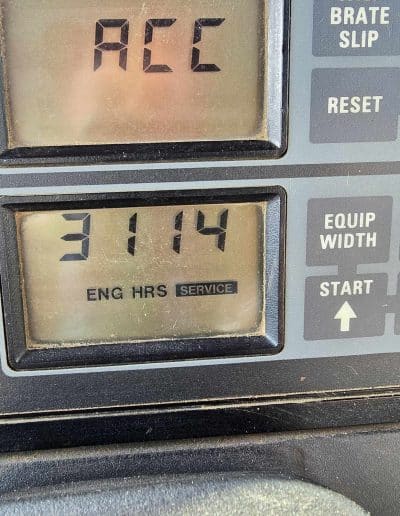 ACC
BRATE
SLIP
RESET
3114
ENG HRS SERVICE
EQUIP
WIDTH
START